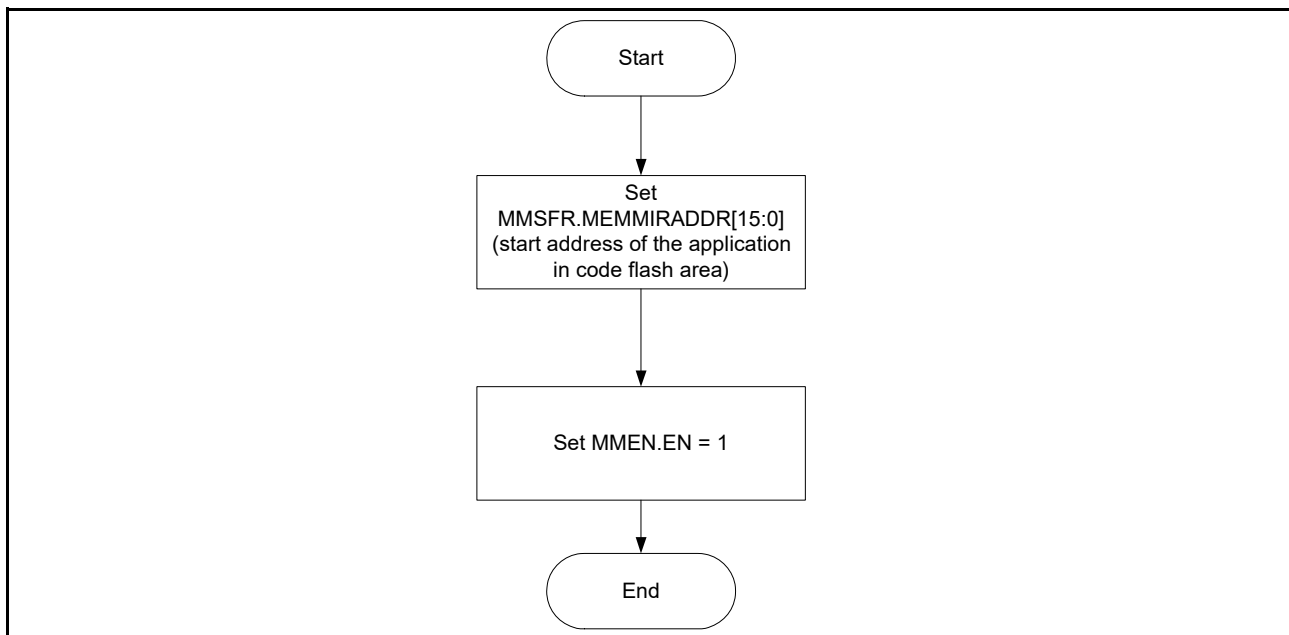 Start
Set
MMSFR.MEMMIRADDR[15:0]
(start address of the application
in code flash area)
Set MMEN.EN = 1
End